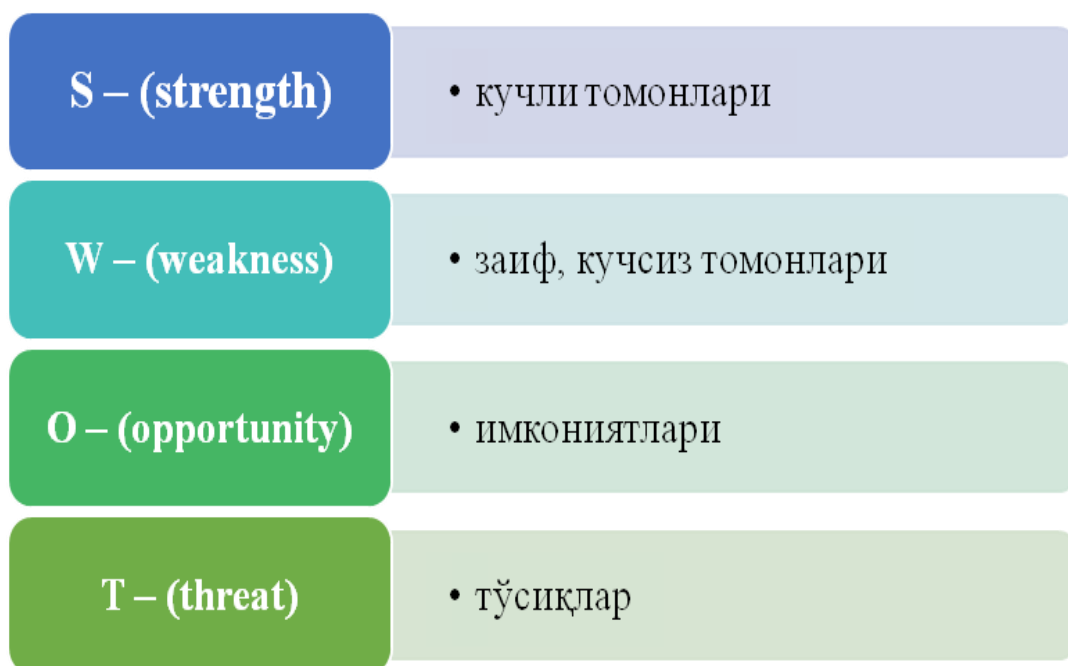 S – (strength)
• кучли томонлари
W – (weakness)
• заиф, кучсиз томонлари
O – (opportunity)
• имкониятлари
T – (threat)
• тўсиқлар